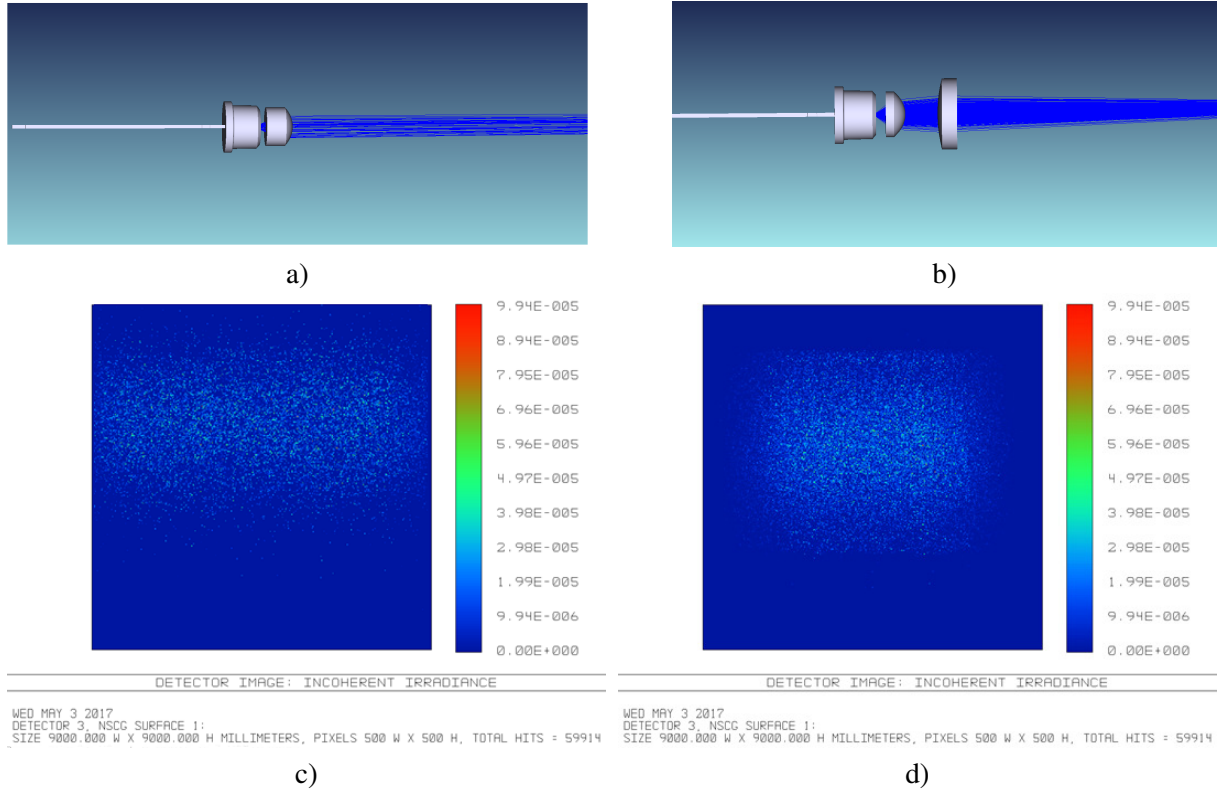 a)
b)
9.94E-005
8.94E-005
7.95E-005
6.96E-005
5.96E-005
4.97E-005
3.98E-005
2.98E-005
1.99E-005
9.94E-006
0.00E+000
9.94E-005
8.94E-005
7.95E-005
6.96E-005
5.96E-005
4.97E-005
3.98E-005
2.98E-005
1.99E-005
9.94E-006
0.00E+000
DETECTOR IMAGE: INCOHERENT IRRADIANCE
WED MAY 3 2017
DETECTOR 3, NSCG SURFACE 1:
SIZE 9000.000 W X 9000.000 H MILLIMETERS, PIXELS 500 W X 500 H, TOTAL HITS = 59914
DETECTOR IMAGE: INCOHERENT IRRADIANCE
WED MAY 3 2017
DETECTOR 3, NSCG SURFACE 1:
SIZE 9000.000 W X 9000.000 H MILLIMETERS, PIXELS 500 W X 500 H, TOTAL HITS = 59914
c)
d)